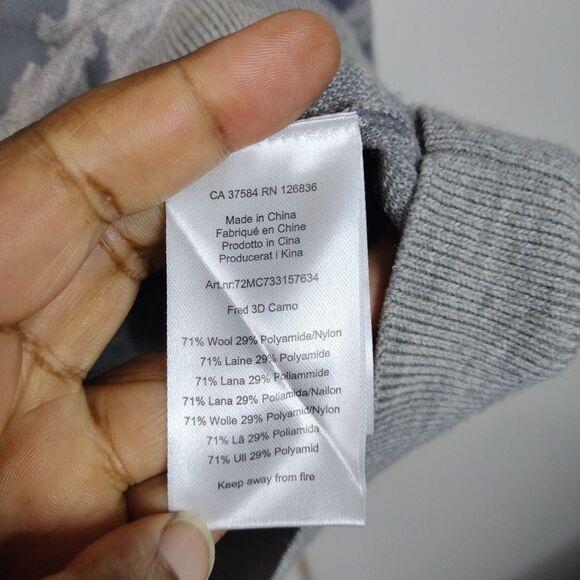 CA 37584 RN 126836
Made in China
Fabriqué en Chine
Prodotto in Cina
Producerat i Kina
Art.nr:72MC733157634
Fred 3D Camo
71% Wool 29% Polyamide/Nylon
71% Laine 29% Polyamide
71% Lana 29% Poliammide
71% Lana 29% Poliamida/Nailon
71% Wolle 29% Polyamid/Nylon
71% Lã 29% Poliamida
71% Ull 29% Polyamid
Keep away from fire